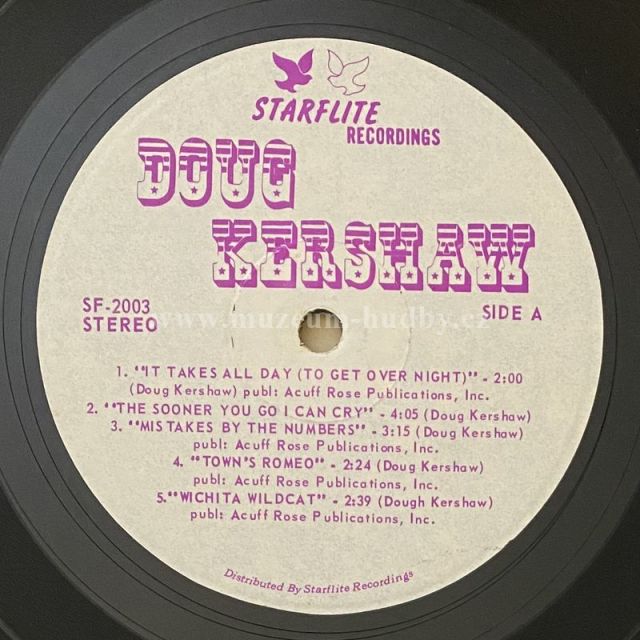 STARFLITE
RECORDINGS
DOUG
KERSHAW
SF-2003
STEREO
SIDE A
www.muzeum-hudby.cz
1. "IT TAKES ALL DAY (TO GET OVER NIGHT)" - 2:00
(Doug Kershaw) publ: Acuff Rose Publications, Inc.
2. "THE SOONER YOU GO I CAN CRY" - 4:05 (Doug Kershaw)
3. "MISTAKES BY THE NUMBERS" - 3:15 (Doug Kershaw)
publ: Acuff Rose Publications, Inc.
4. "TOWN'S ROMEO" - 2:24 (Doug Kershaw)
publ: Acuff Rose Publications, Inc.
5. "WICHITA WILDCAT" - 2:39 (Dough Kershaw)
publ: Acuff Rose Publications, Inc.
Distributed By Starflite Recordings